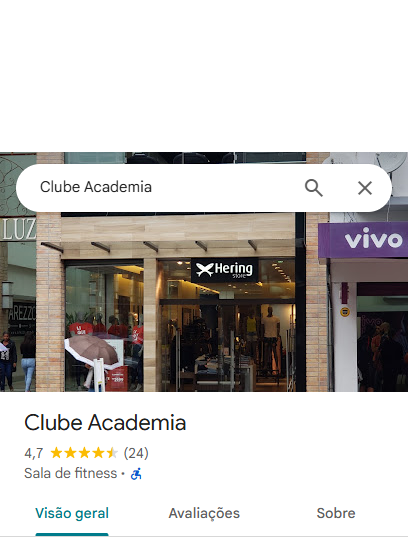 Clube Academia
LUZ
vivo
Hering
store
AREZZO
Clube Academia
4,7 (24)
Sala de fitness ·
Visão geral Avaliações Sobre